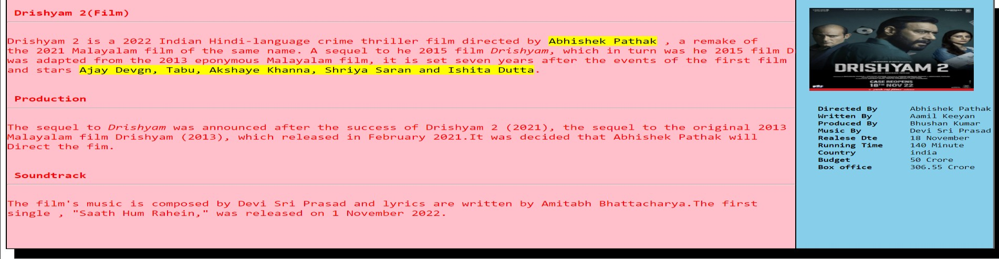 Drishyam 2(Film)
Drishyam 2 is a 2022 Indian Hindi-language crime thriller film directed by Abhishek Pathak , a remake of
the 2021 Malayalam film of the same name. A sequel to he 2015 film Drishyam, which in turn was he 2015 film D
was adapted from the 2013 eponymous Malayalam film, it is set seven years after the events of the first film
and stars Ajay Devgn, Tabu, Akshaye Khanna, Shriya Saran and Ishita Dutta.
Production
The sequel to Drishyam was announced after the success of Drishyam 2 (2021), the sequel to the original 2013
Malayalam film Drishyam (2013), which released in February 2021.It was decided that Abhishek Pathak will
Direct the fim.
Soundtrack
The film's music is composed by Devi Sri Prasad and lyrics are written by Amitabh Bhattacharya.The first
single , "Saath Hum Rahein," was released on 1 November 2022.
DRISHYAM 2
CASE REOPENS
18TH NOV 22
Directed By Abhishek Pathak
Written By Aamil Keeyan
Produced By Bhushan Kumar
Music By Devi Sri Prasad
Realese Dte 18 November
Running Time 140 Minute
Country india
Budget 50 Crore
Box office 306.55 Crore